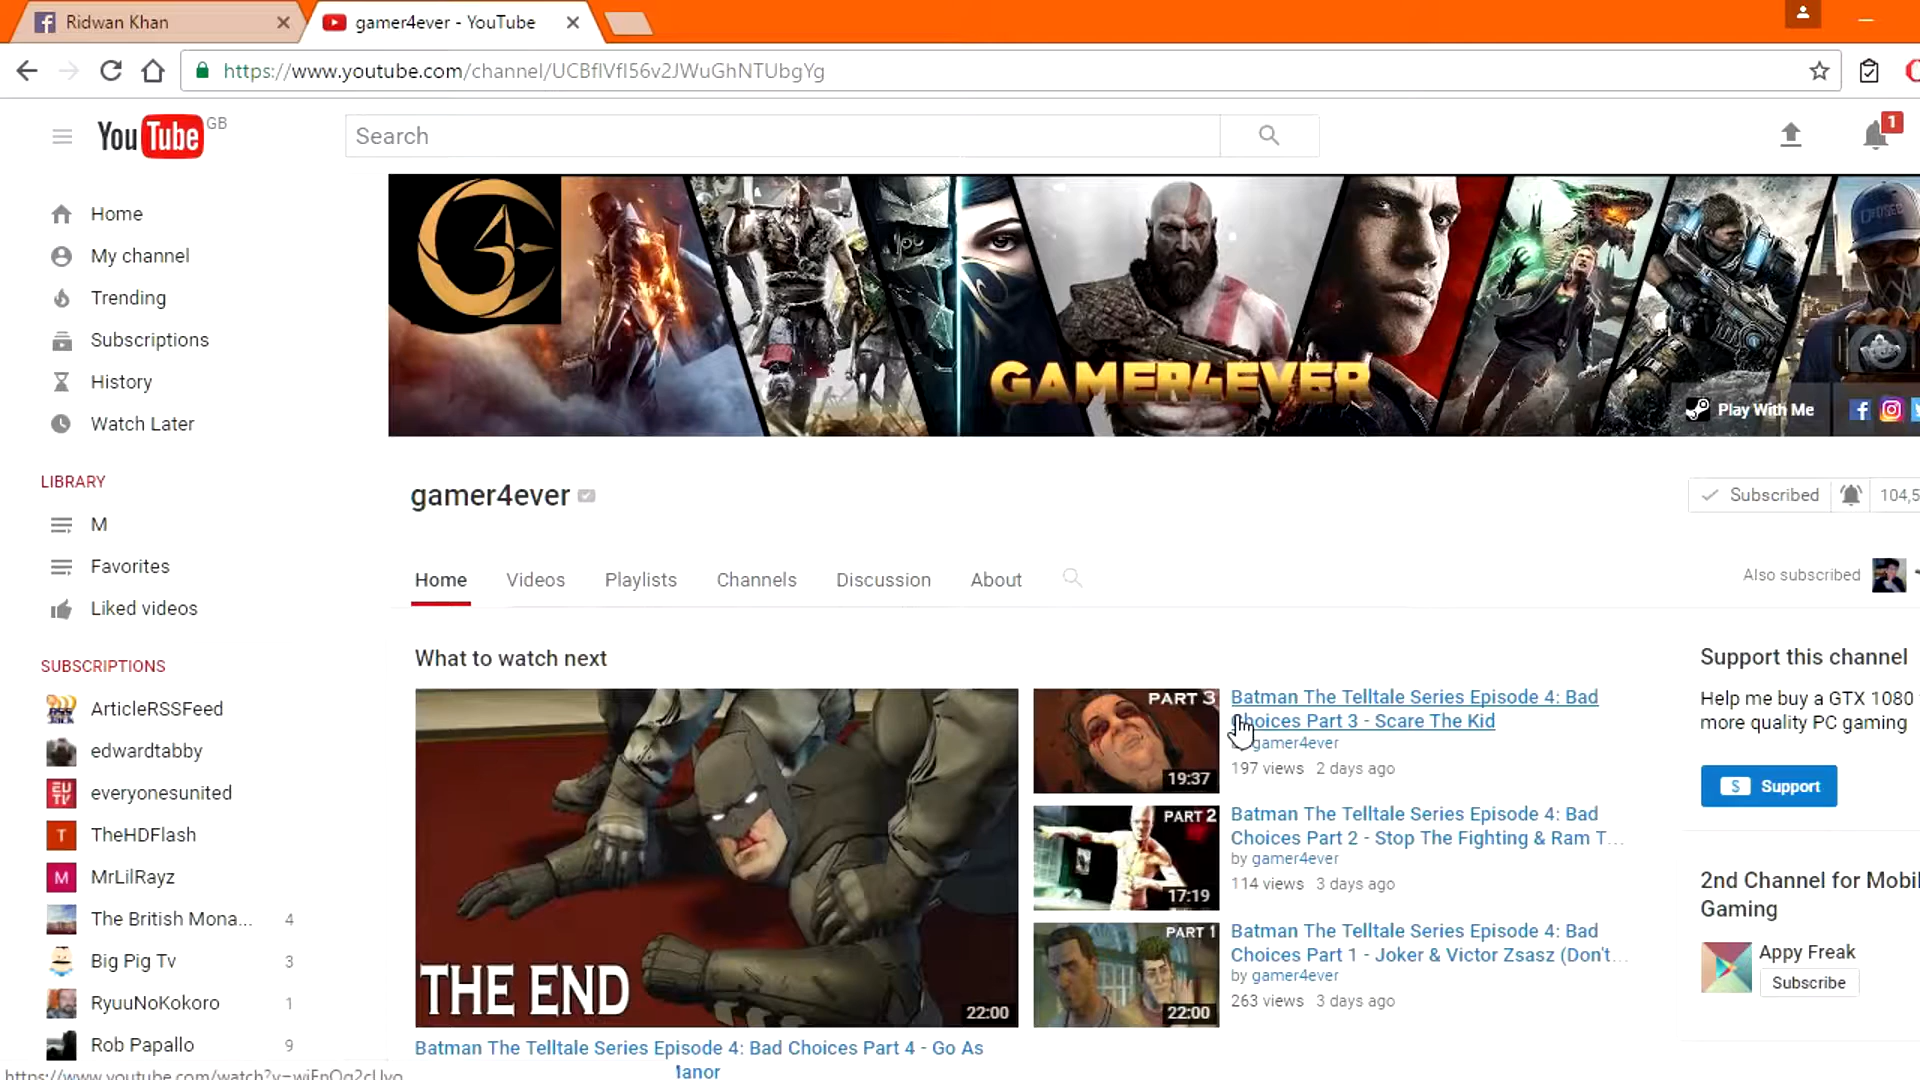 Ridwan Khan
gamer4ever - YouTube
https://www.youtube.com/channel/UCBflVfI56v2JWuGhNTUbgYg
YouTube GB
Search
1
Home
My channel
Trending
Subscriptions
History
Watch Later
LIBRARY
M
Favorites
Liked videos
SUBSCRIPTIONS
ArticleRSSFeed
edwardtabby
everyonesunited
TheHDFlash
MrLilRayz
The British Mona... 4
Big Pig Tv 3
RyuuNoKokoro 1
Rob Papallo 9
GAMER4EVER
Play With Me
gamer4ever
Subscribed 104,5
Home Videos Playlists Channels Discussion About
Also subscribed
What to watch next
THE END
22:00
Batman The Telltale Series Episode 4: Bad Choices Part 4 - Go As
PART 3
19:37
Batman The Telltale Series Episode 4: Bad
Choices Part 3 - Scare The Kid
gamer4ever
197 views 2 days ago
PART 2
17:19
Batman The Telltale Series Episode 4: Bad
Choices Part 2 - Stop The Fighting & Ram T...
by gamer4ever
114 views 3 days ago
PART 1
22:00
Batman The Telltale Series Episode 4: Bad
Choices Part 1 - Joker & Victor Zsasz (Don't...
by gamer4ever
263 views 3 days ago
Support this channel
Help me buy a GTX 1080
more quality PC gaming
Support
2nd Channel for Mobil
Gaming
Appy Freak
Subscribe